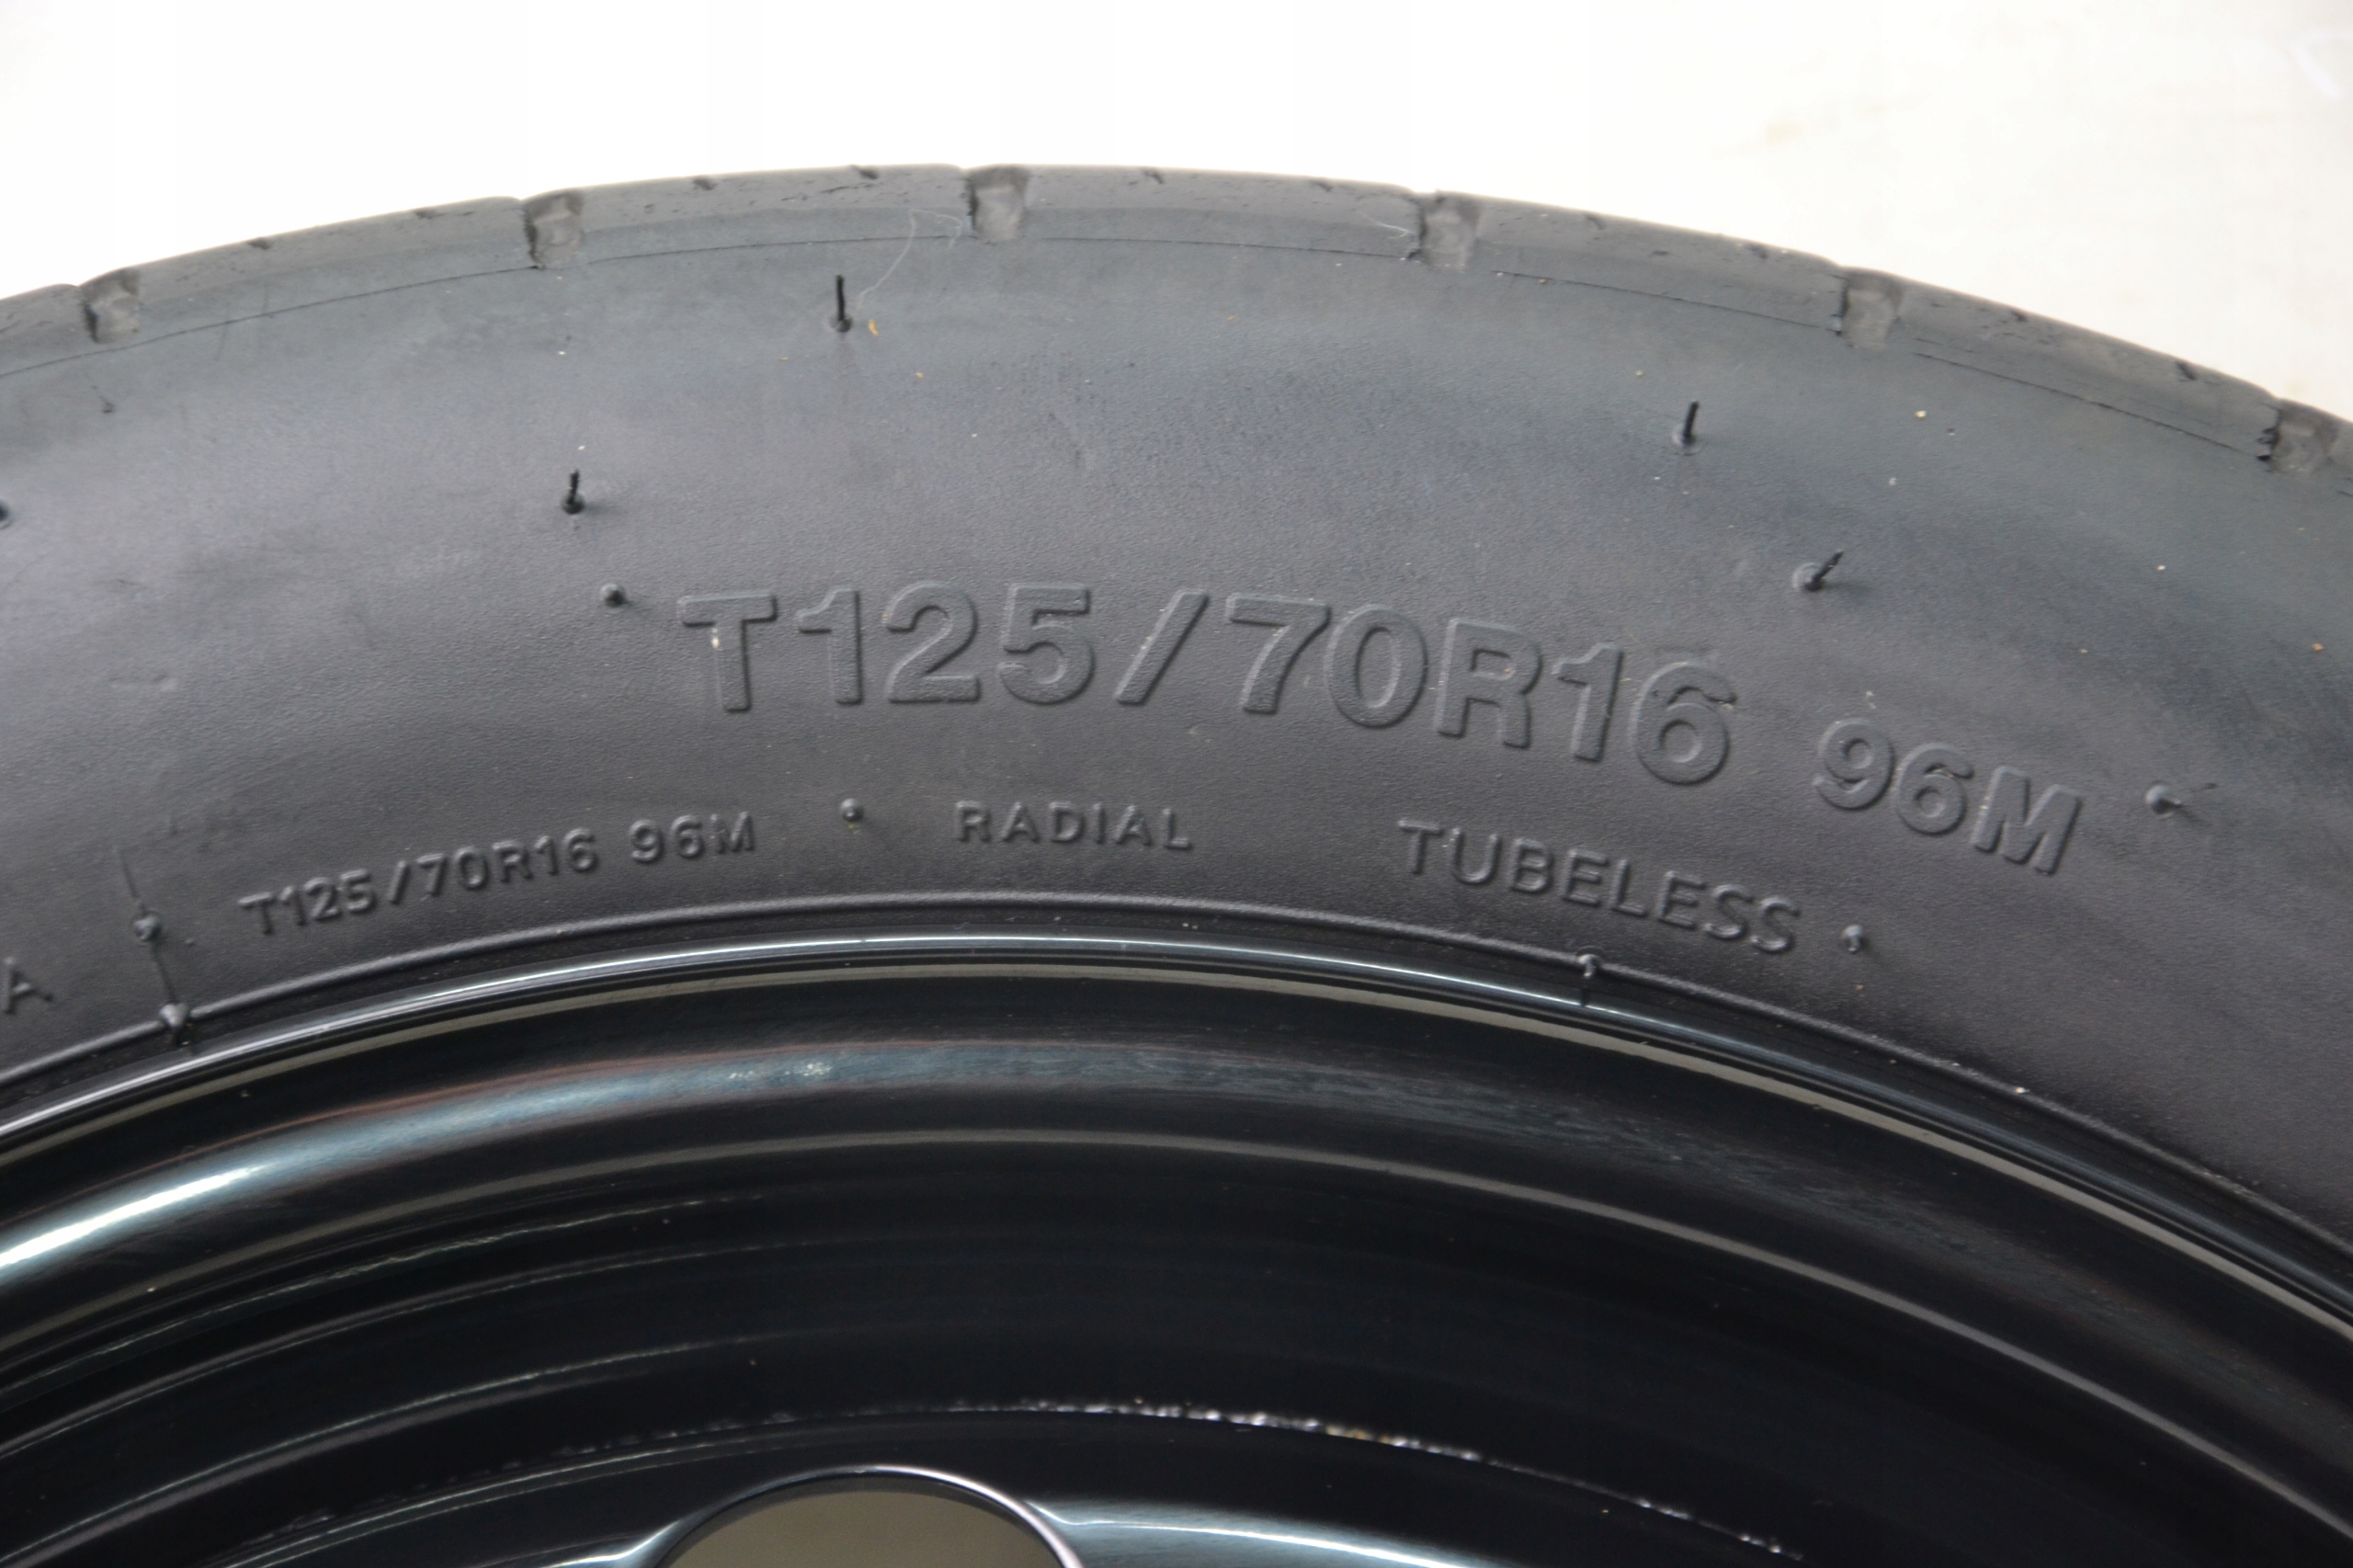 T125/70R16 96M
T125/70R16 96M RADIAL TUBELESS
A